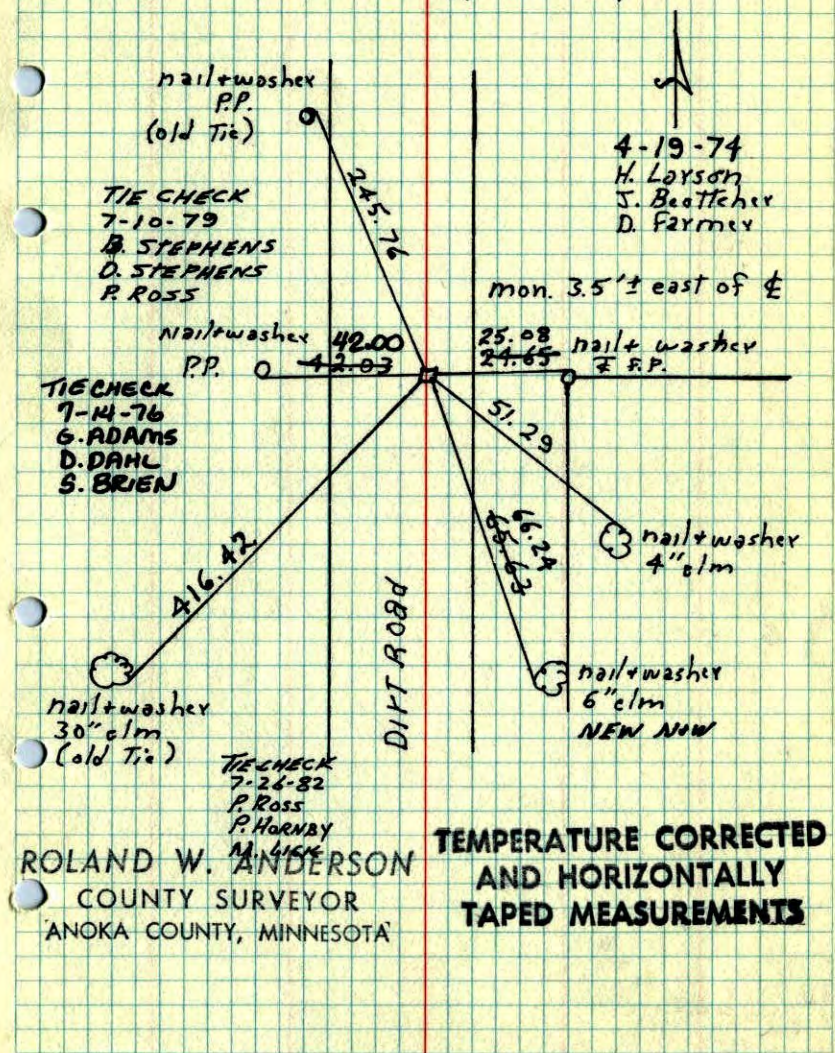 nail+washer
P.P.
(old Tie)
245.76
4-19-74
H. Larson
J. Beattcher
D. Farmer
TIE CHECK
7-10-79
B. STEPHENS
D. STEPHENS
P. ROSS
mon. 3.5'± east of ℄
Nail+washer
P.P.
42.00
42.03
25.08
24.65
nail+ washer
F.P.
TIE CHECK
7-14-76
G. ADAMS
D. DAHL
S. BRIEN
51.29
nail+washer
4" elm
66.24
65.63
416.42
DIRT ROAD
nail+washer
6" elm
NEW N+W
nail+washer
30" elm
(old Tie)
TIE CHECK
7-26-82
P. ROSS
P. HORNBY
M.
ROLAND W. ANDERSON
COUNTY SURVEYOR
ANOKA COUNTY, MINNESOTA
TEMPERATURE CORRECTED
AND HORIZONTALLY
TAPED MEASUREMENTS